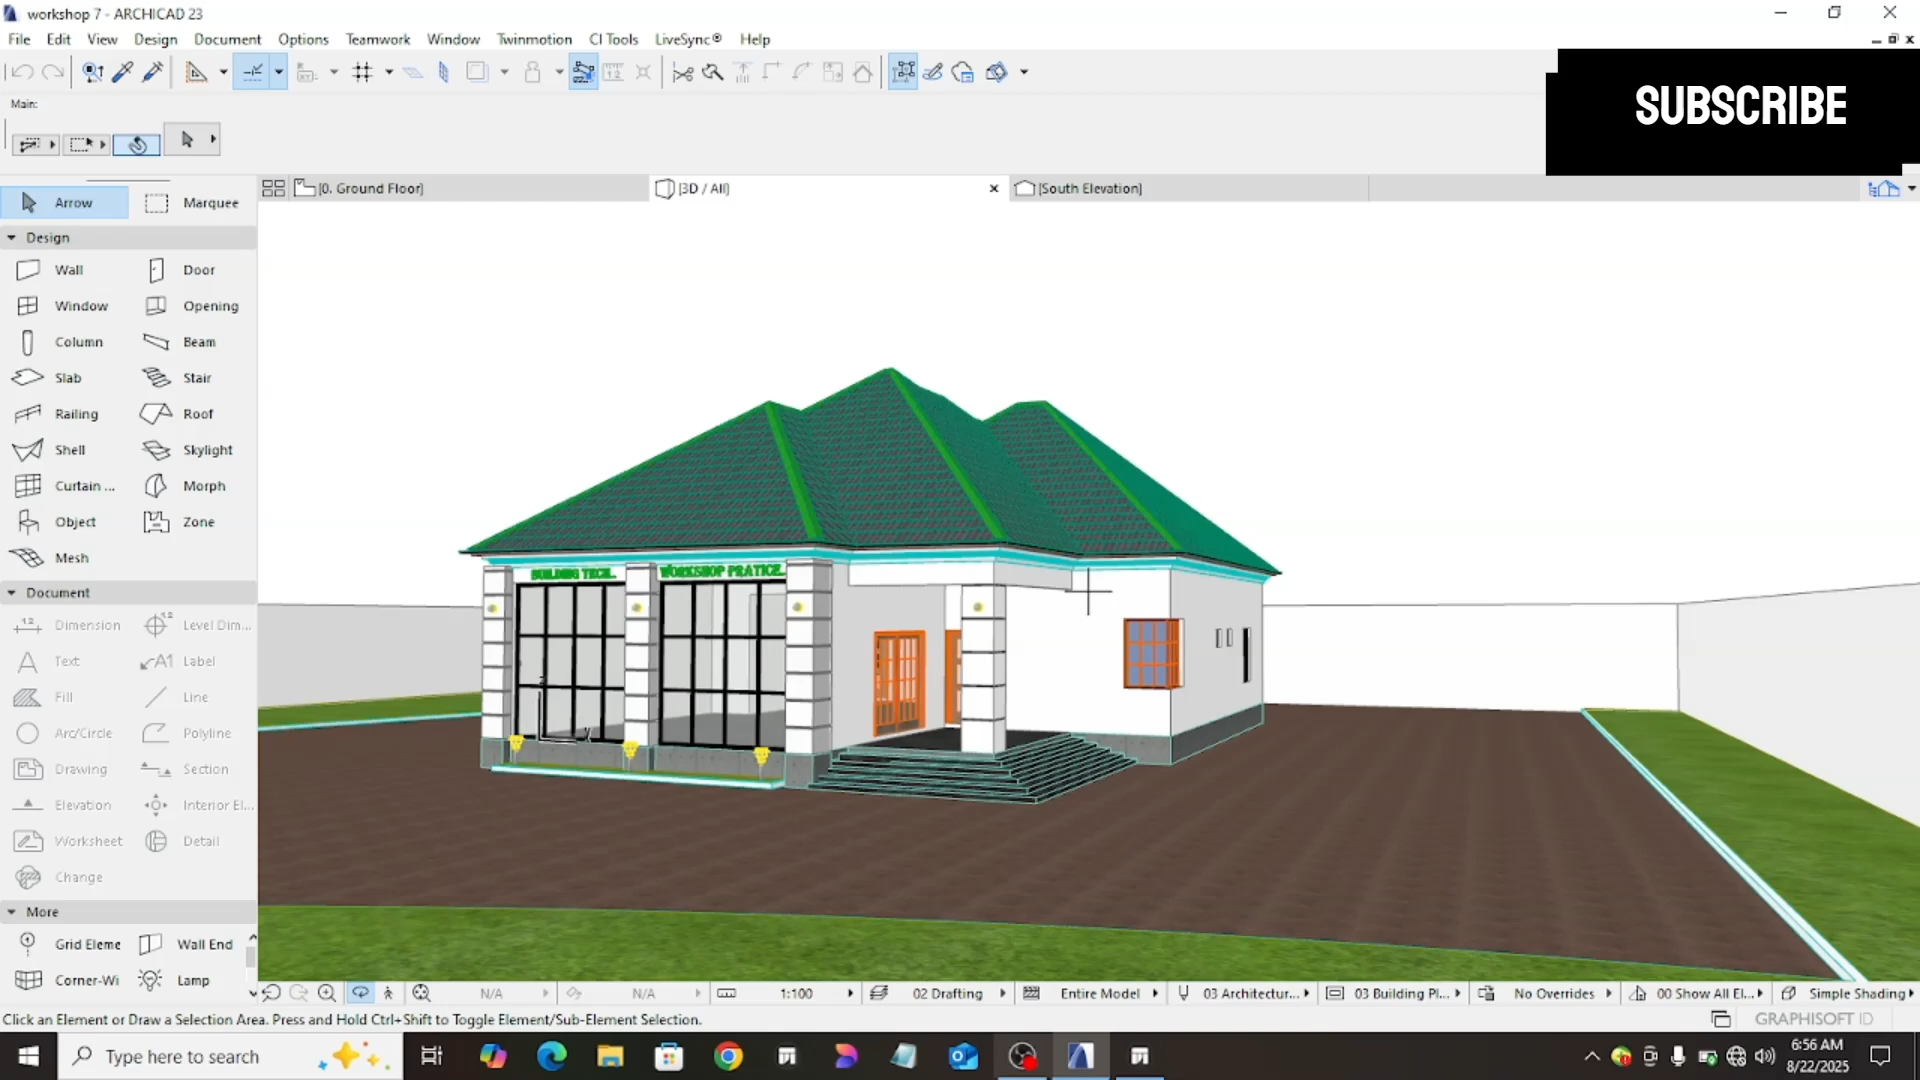 workshop 7 - ARCHICAD 23
File Edit View Design Document Options Teamwork Window Twinmotion CI Tools LiveSync® Help
SUBSCRIBE
Main:
[0. Ground Floor] [3D / All] [South Elevation]
Arrow Marquee
Design
Wall Door
Window Opening
Column Beam
Slab Stair
Railing Roof
Shell Skylight
Curtain ... Morph
Object Zone
Mesh
Document
Dimension Level Dim...
Text Label
Fill Line
Arc/Circle Polyline
Drawing Section
Elevation Interior El...
Worksheet Detail
Change
More
Grid Eleme Wall End
Corner-Wi Lamp
BUILDING TECH.
WORKSHOP PRATICE.
N/A N/A 1:100 02 Drafting Entire Model 03 Architectur... 03 Building Pl... No Overrides 00 Show All El... Simple Shading
Click an Element or Draw a Selection Area. Press and Hold Ctrl+Shift to Toggle Element/Sub-Element Selection.
GRAPHISOFT ID
Type here to search
6:56 AM
8/22/2025